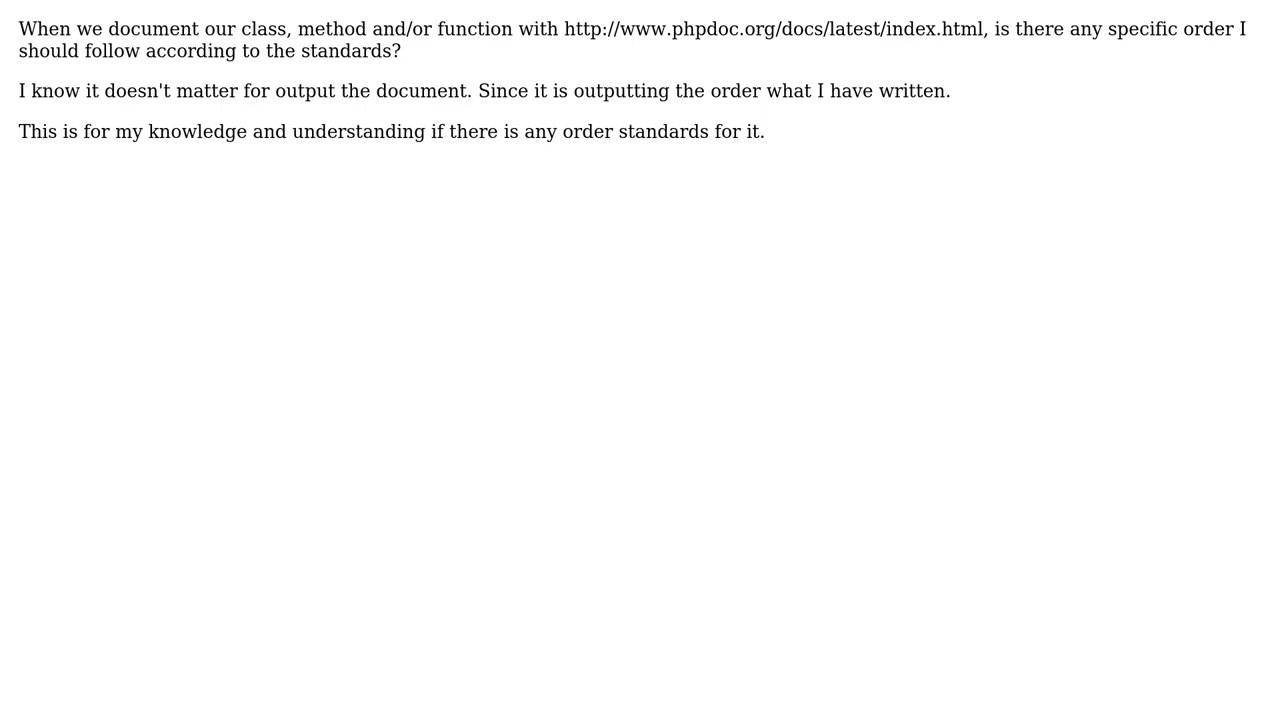 When we document our class, method and/or function with http://www.phpdoc.org/docs/latest/index.html, is there any specific order I
should follow according to the standards?
I know it doesn't matter for output the document. Since it is outputting the order what I have written.
This is for my knowledge and understanding if there is any order standards for it.